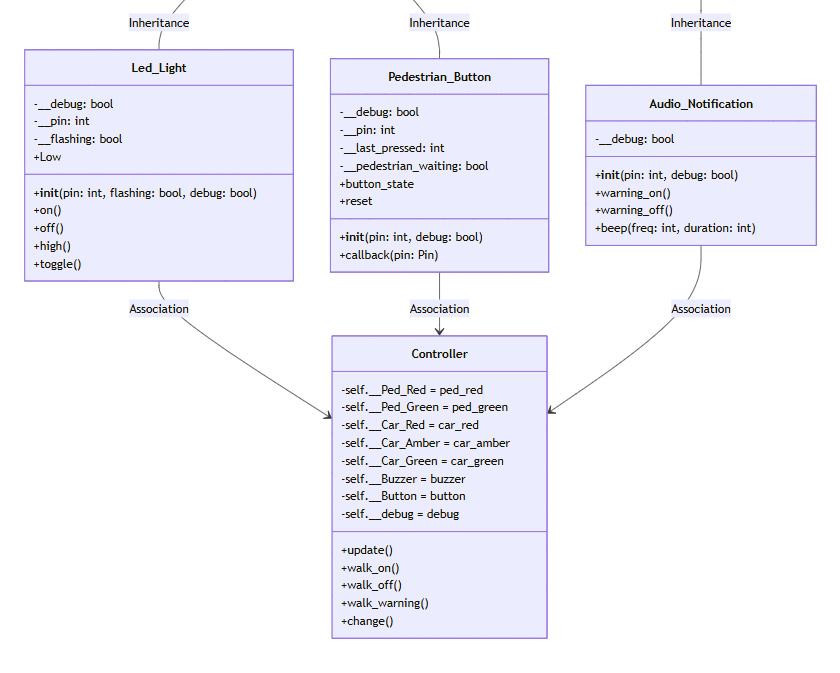 Inheritance
Inheritance
Inheritance
Led_Light
-__debug: bool
-__pin: int
-__flashing: bool
+Low
+init(pin: int, flashing: bool, debug: bool)
+on()
+off()
+high()
+toggle()
Pedestrian_Button
-__debug: bool
-__pin: int
-__last_pressed: int
-__pedestrian_waiting: bool
+button_state
+reset
+init(pin: int, debug: bool)
+callback(pin: Pin)
Audio_Notification
-__debug: bool
+init(pin: int, debug: bool)
+warning_on()
+warning_off()
+beep(freq: int, duration: int)
Association
Association
Association
Controller
-self.__Ped_Red = ped_red
-self.__Ped_Green = ped_green
-self.__Car_Red = car_red
-self.__Car_Amber = car_amber
-self.__Car_Green = car_green
-self.__Buzzer = buzzer
-self.__Button = button
-self.__debug = debug
+update()
+walk_on()
+walk_off()
+walk_warning()
+change()